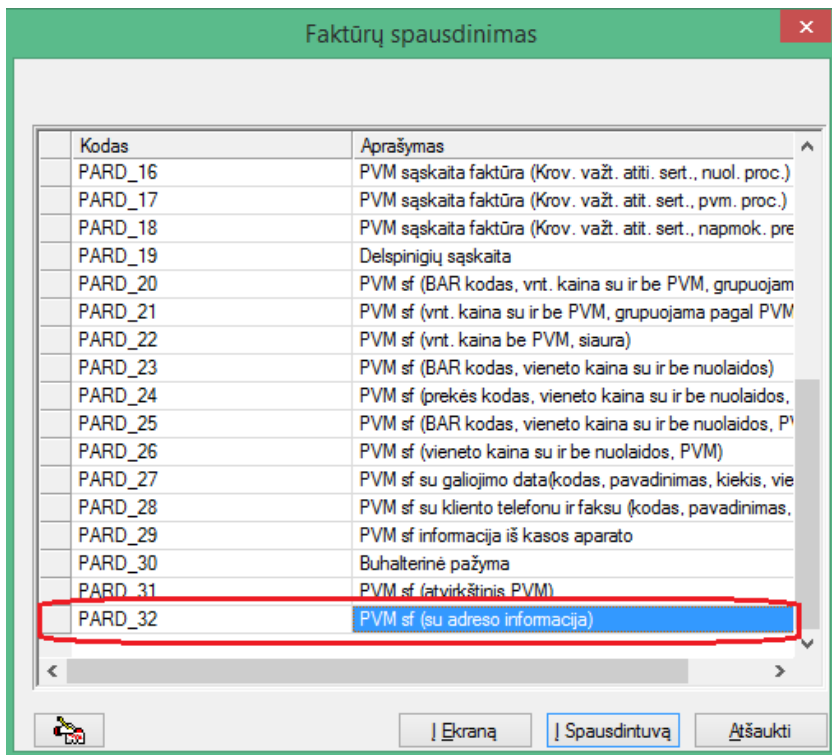 Faktūrų spausdinimas
Kodas Aprašymas
PARD_16 PVM sąskaita faktūra (Krov. važt. atiti. sert., nuol. proc.)
PARD_17 PVM sąskaita faktūra (Krov. važt. atit. sert., pvm. proc.)
PARD_18 PVM sąskaita faktūra (Krov. važt. atit. sert., napmok. pre
PARD_19 Delspinigių sąskaita
PARD_20 PVM sf (BAR kodas, vnt. kaina su ir be PVM, grupuojam
PARD_21 PVM sf (vnt. kaina su ir be PVM, grupuojama pagal PVM
PARD_22 PVM sf (vnt. kaina be PVM, siaura)
PARD_23 PVM sf (BAR kodas, vieneto kaina su ir be nuolaidos)
PARD_24 PVM sf (prekės kodas, vieneto kaina su ir be nuolaidos,
PARD_25 PVM sf (BAR kodas, vieneto kaina su ir be nuolaidos, P
PARD_26 PVM sf (vieneto kaina su ir be nuolaidos, PVM)
PARD_27 PVM sf su galiojimo data(kodas, pavadinimas, kiekis, vie
PARD_28 PVM sf su kliento telefonu ir faksu (kodas, pavadinimas,
PARD_29 PVM sf informacija iš kasos aparato
PARD_30 Buhalterinė pažyma
PARD_31 PVM sf (atvirkštinis PVM)
PARD_32 PVM sf (su adreso informacija)
Į Ekraną Į Spausdintuvą Atšaukti